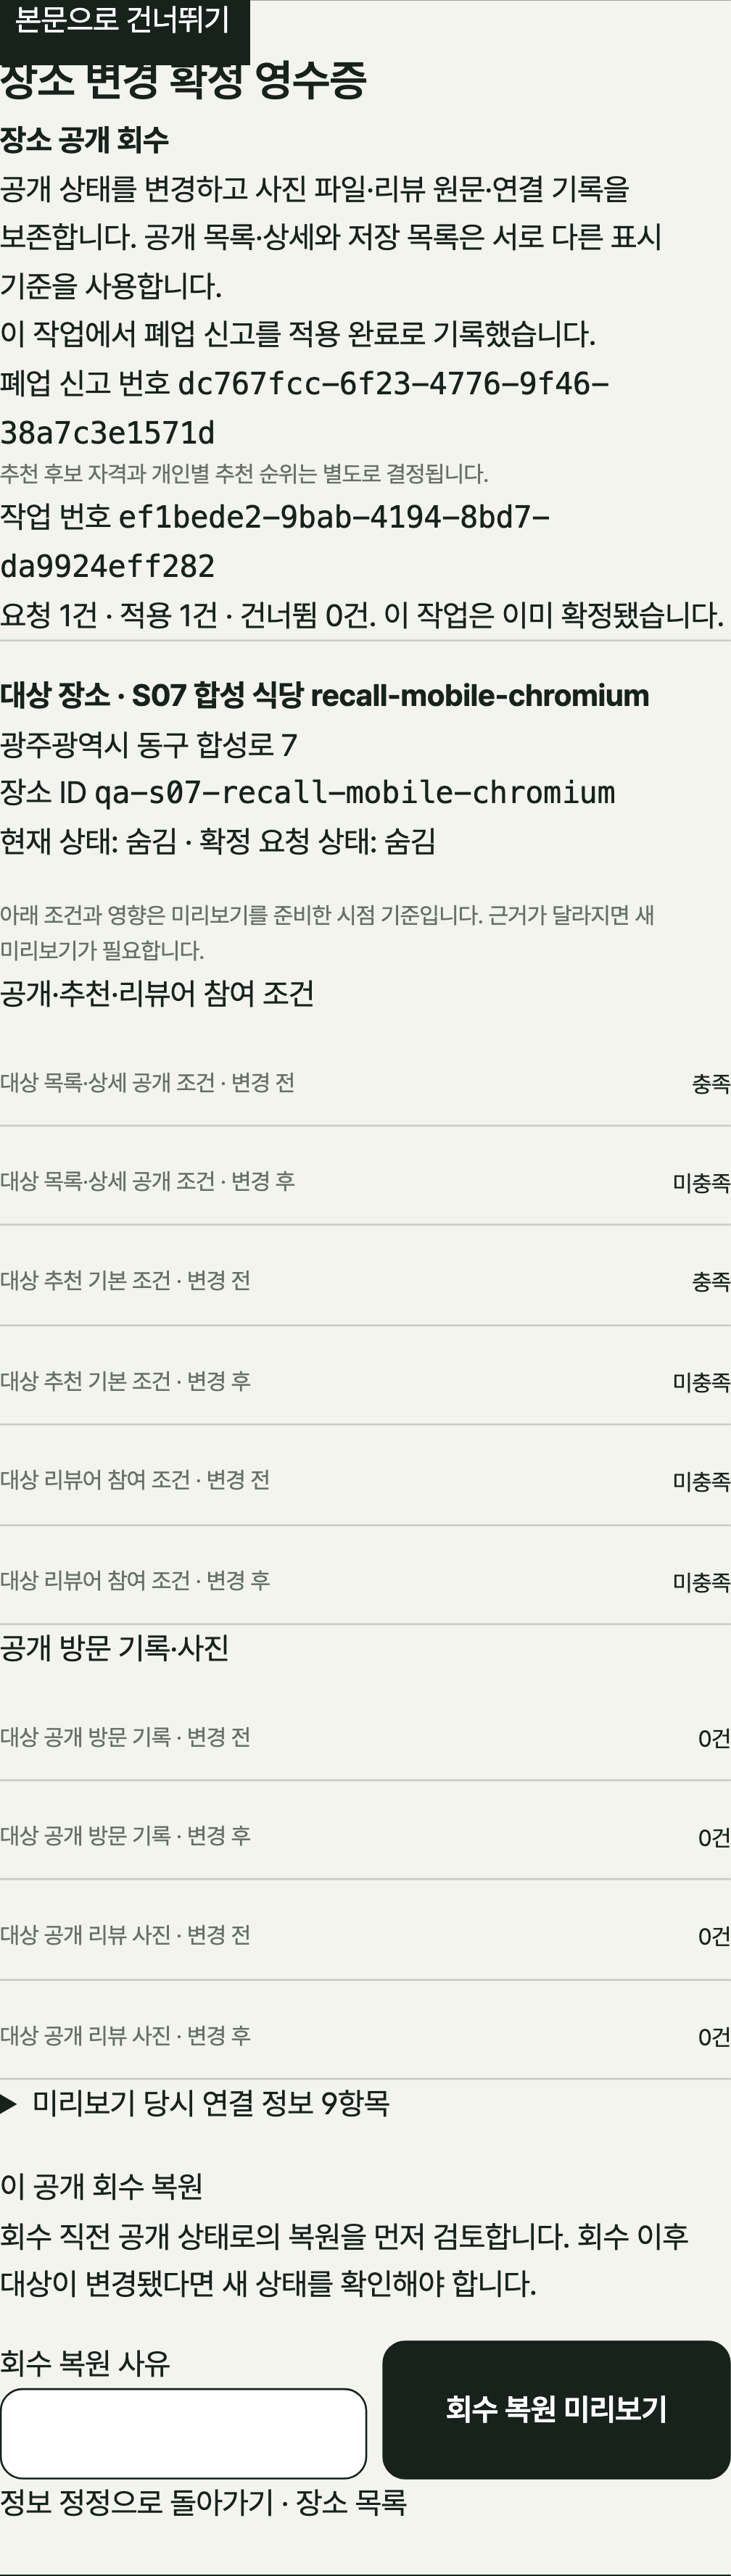 본문으로 건너뛰기
장소 변경 확정 영수증
장소 공개 회수
공개 상태를 변경하고 사진 파일·리뷰 원문·연결 기록을
보존합니다. 공개 목록·상세와 저장 목록은 서로 다른 표시
기준을 사용합니다.
이 작업에서 폐업 신고를 적용 완료로 기록했습니다.
폐업 신고 번호 dc767fcc-6f23-4776-9f46-
38a7c3e1571d
추천 후보 자격과 개인별 추천 순위는 별도로 결정됩니다.
작업 번호 ef1bede2-9bab-4194-8bd7-
da9924eff282
요청 1건 · 적용 1건 · 건너뜀 0건. 이 작업은 이미 확정됐습니다.
대상 장소 · S07 합성 식당 recall-mobile-chromium
광주광역시 동구 합성로 7
장소 ID qa-s07-recall-mobile-chromium
현재 상태: 숨김 · 확정 요청 상태: 숨김
아래 조건과 영향은 미리보기를 준비한 시점 기준입니다. 근거가 달라지면 새
미리보기가 필요합니다.
공개·추천·리뷰어 참여 조건
대상 목록·상세 공개 조건 · 변경 전 충족
대상 목록·상세 공개 조건 · 변경 후 미충족
대상 추천 기본 조건 · 변경 전 충족
대상 추천 기본 조건 · 변경 후 미충족
대상 리뷰어 참여 조건 · 변경 전 미충족
대상 리뷰어 참여 조건 · 변경 후 미충족
공개 방문 기록·사진
대상 공개 방문 기록 · 변경 전 0건
대상 공개 방문 기록 · 변경 후 0건
대상 공개 리뷰 사진 · 변경 전 0건
대상 공개 리뷰 사진 · 변경 후 0건
▶ 미리보기 당시 연결 정보 9항목
이 공개 회수 복원
회수 직전 공개 상태로의 복원을 먼저 검토합니다. 회수 이후
대상이 변경됐다면 새 상태를 확인해야 합니다.
회수 복원 사유
회수 복원 미리보기
정보 정정으로 돌아가기 · 장소 목록